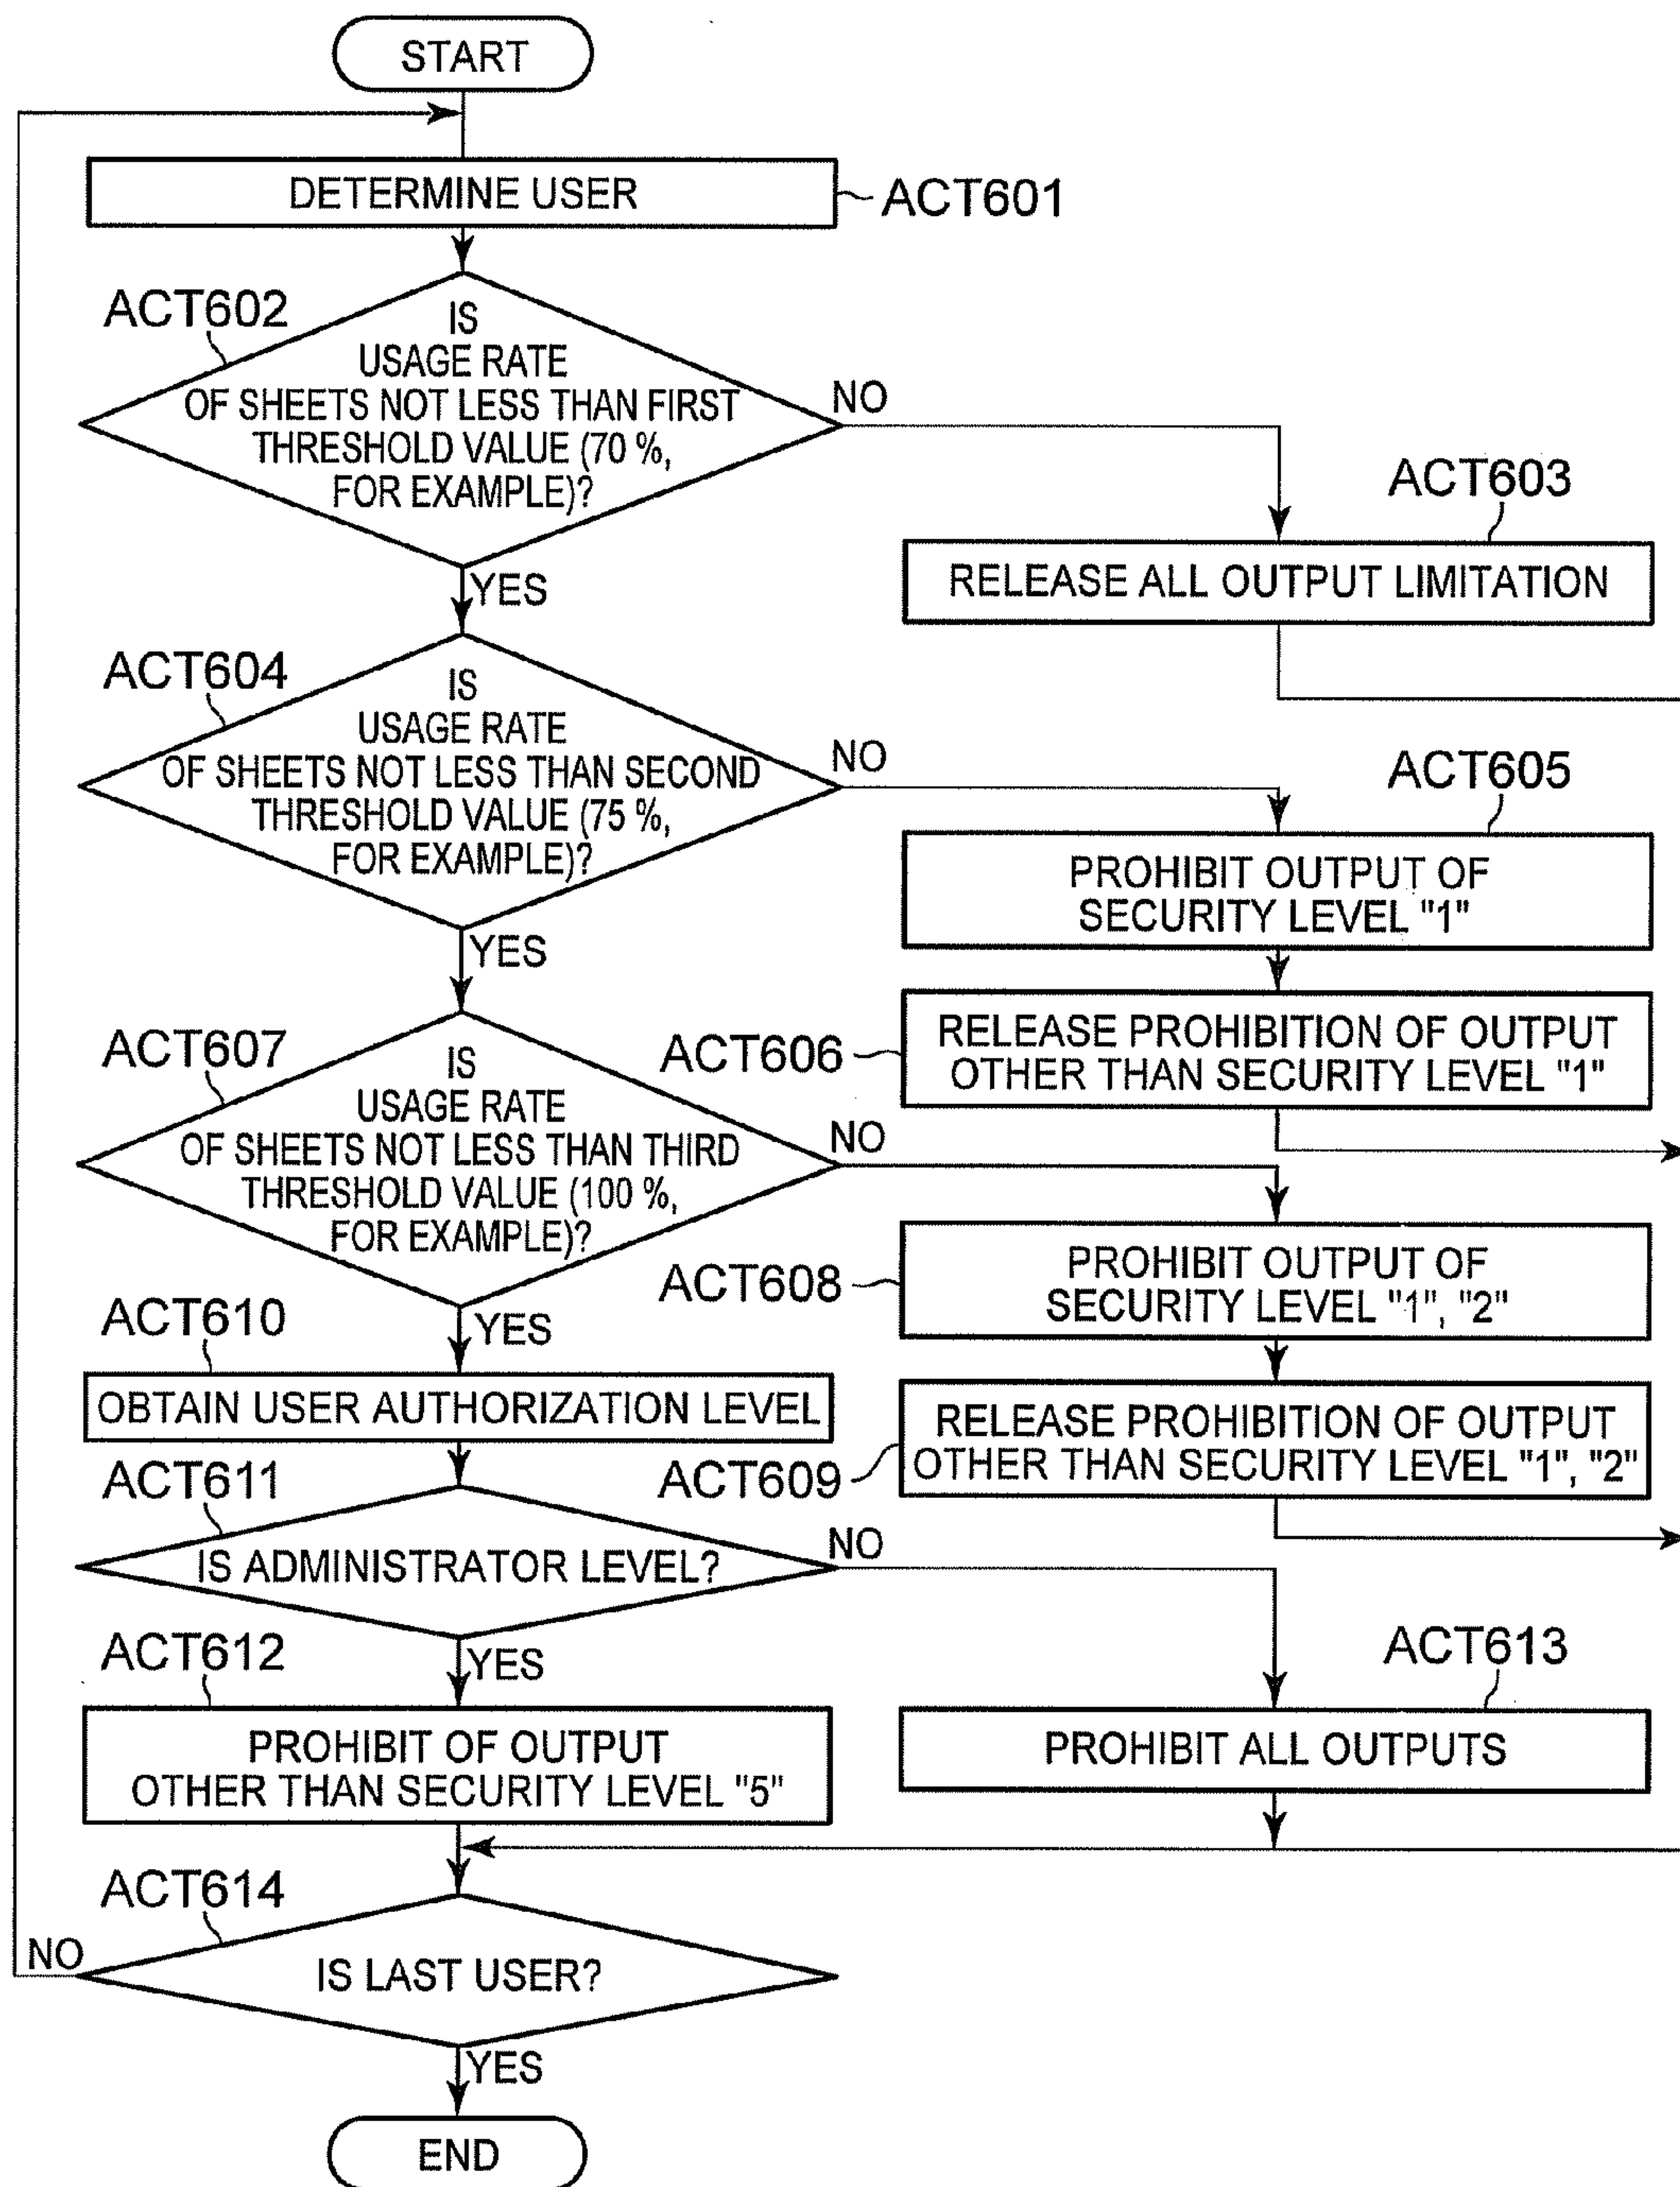 START
DETERMINE USER
ACT601
ACT602
IS
USAGE RATE
OF SHEETS NOT LESS THAN FIRST
THRESHOLD VALUE (70 %,
FOR EXAMPLE)?
NO
YES
ACT603
RELEASE ALL OUTPUT LIMITATION
ACT604
IS
USAGE RATE
OF SHEETS NOT LESS THAN SECOND
THRESHOLD VALUE (75 %,
FOR EXAMPLE)?
NO
YES
ACT605
PROHIBIT OUTPUT OF
SECURITY LEVEL "1"
ACT606
RELEASE PROHIBITION OF OUTPUT
OTHER THAN SECURITY LEVEL "1"
ACT607
IS
USAGE RATE
OF SHEETS NOT LESS THAN THIRD
THRESHOLD VALUE (100 %,
FOR EXAMPLE)?
NO
YES
ACT608
PROHIBIT OUTPUT OF
SECURITY LEVEL "1", "2"
ACT609
RELEASE PROHIBITION OF OUTPUT
OTHER THAN SECURITY LEVEL "1", "2"
ACT610
OBTAIN USER AUTHORIZATION LEVEL
ACT611
IS ADMINISTRATOR LEVEL?
NO
YES
ACT612
PROHIBIT OF OUTPUT
OTHER THAN SECURITY LEVEL "5"
ACT613
PROHIBIT ALL OUTPUTS
ACT614
NO
IS LAST USER?
YES
END